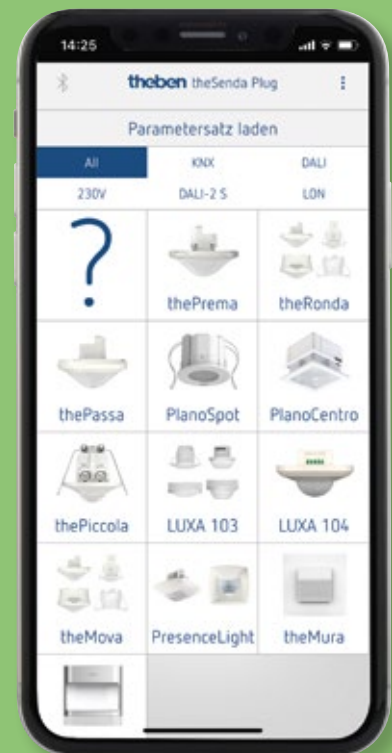 14:25
theben theSenda Plug
Parametersatz laden
All KNX DALI
230V DALI-2 S LON
?
thePrema theRonda
thePassa PlanoSpot PlanoCentro
thePiccola LUXA 103 LUXA 104
theMova PresenceLight theMura